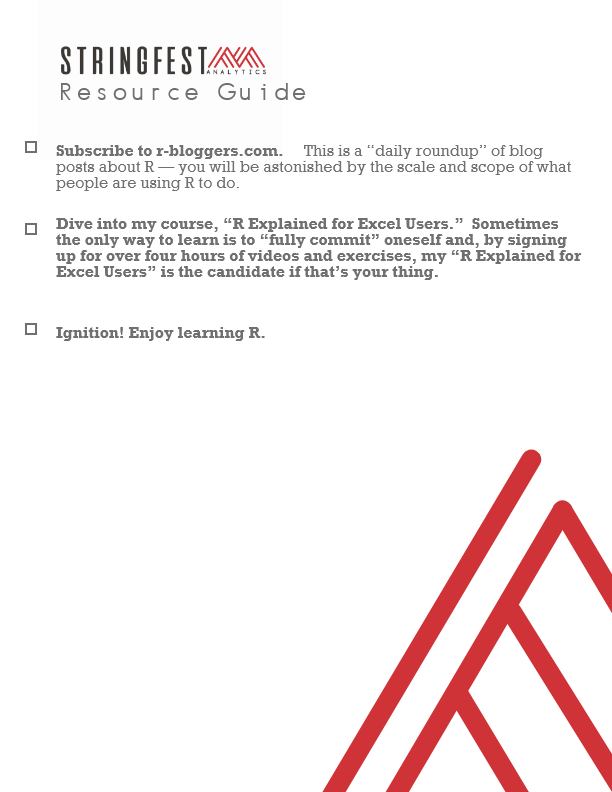 STRINGFEST
ANALYTICS
Resource Guide
Subscribe to r-bloggers.com. This is a “daily roundup” of blog
posts about R — you will be astonished by the scale and scope of what
people are using R to do.
Dive into my course, “R Explained for Excel Users.” Sometimes
the only way to learn is to “fully commit” oneself and, by signing
up for over four hours of videos and exercises, my “R Explained for
Excel Users” is the candidate if that’s your thing.
Ignition! Enjoy learning R.